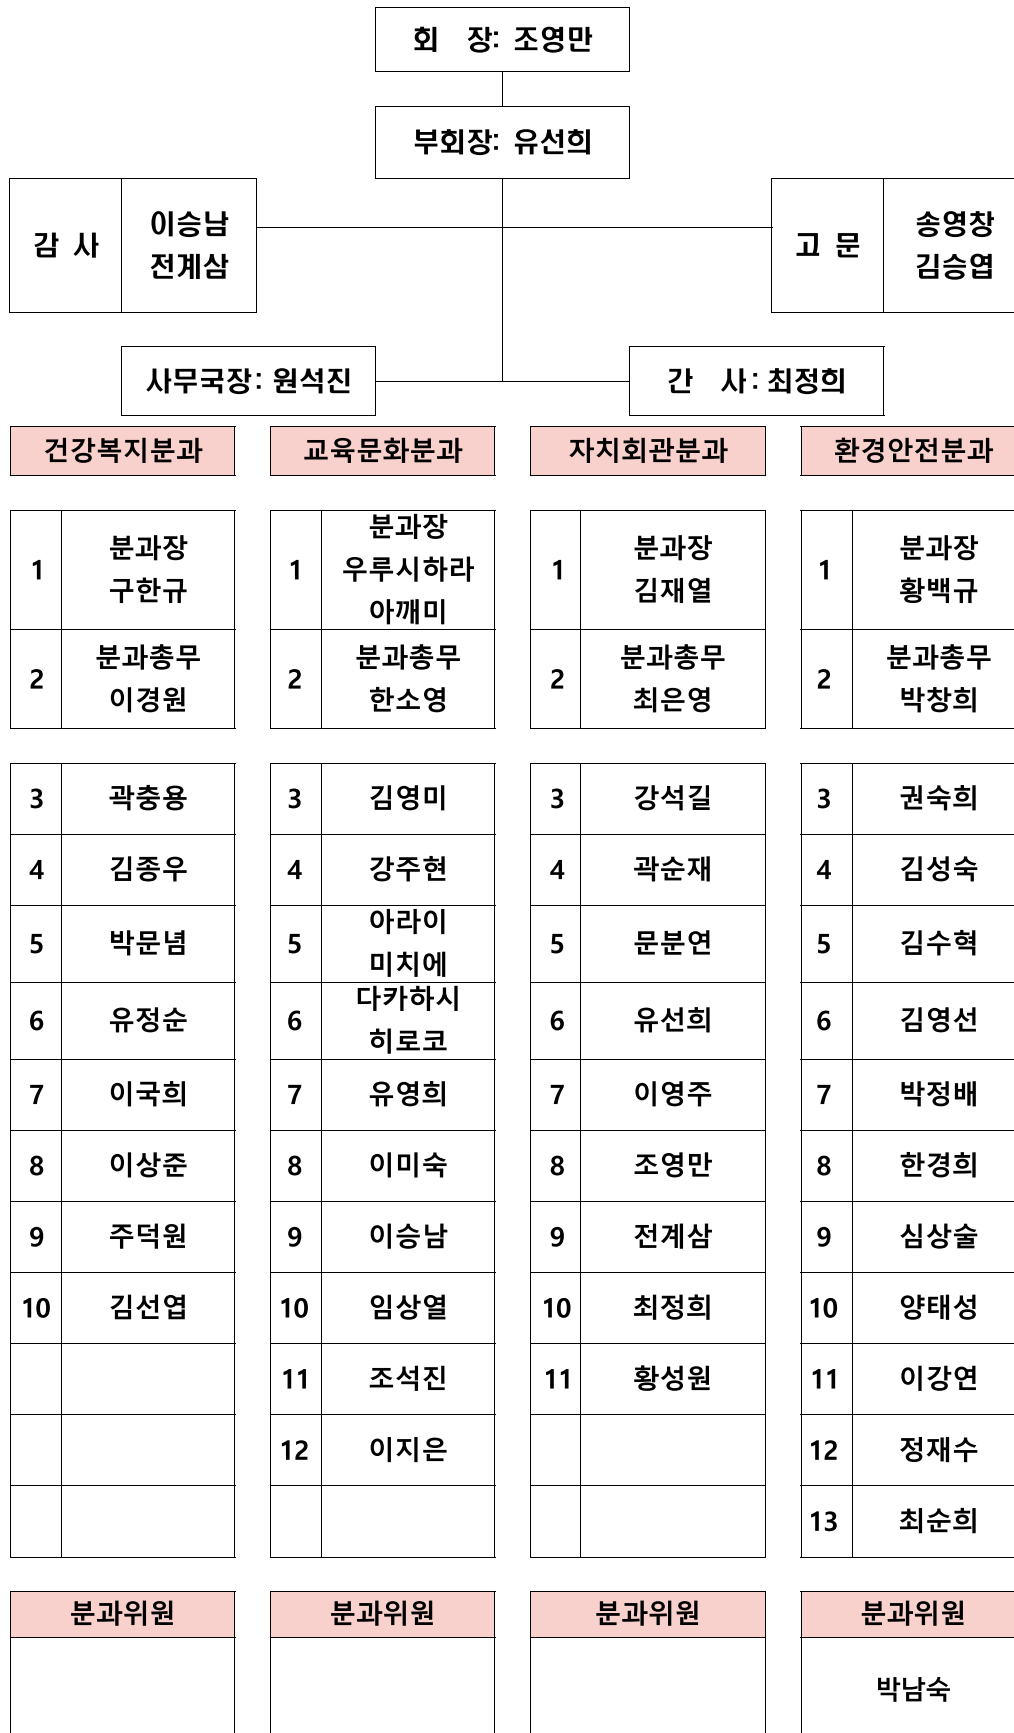 회 장: 조영만
부회장: 유선희
감 사
이승남
전계삼
고 문
송영창
김승엽
사무국장: 원석진
간 사: 최정희
건강복지분과
1
분과장
구한규
2
분과총무
이경원
3 곽충용
4 김종우
5 박문념
6 유정순
7 이국희
8 이상준
9 주덕원
10 김선엽
분과위원
교육문화분과
1
분과장
우루시하라
아깨미
2
분과총무
한소영
3 김영미
4 강주현
5
아라이
미치에
6
다카하시
히로코
7 유영희
8 이미숙
9 이승남
10 임상열
11 조석진
12 이지은
분과위원
자치회관분과
1
분과장
김재열
2
분과총무
최은영
3 강석길
4 곽순재
5 문분연
6 유선희
7 이영주
8 조영만
9 전계삼
10 최정희
11 황성원
분과위원
환경안전분과
1
분과장
황백규
2
분과총무
박창희
3 권숙희
4 김성숙
5 김수혁
6 김영선
7 박정배
8 한경희
9 심상술
10 양태성
11 이강연
12 정재수
13 최순희
분과위원
박남숙